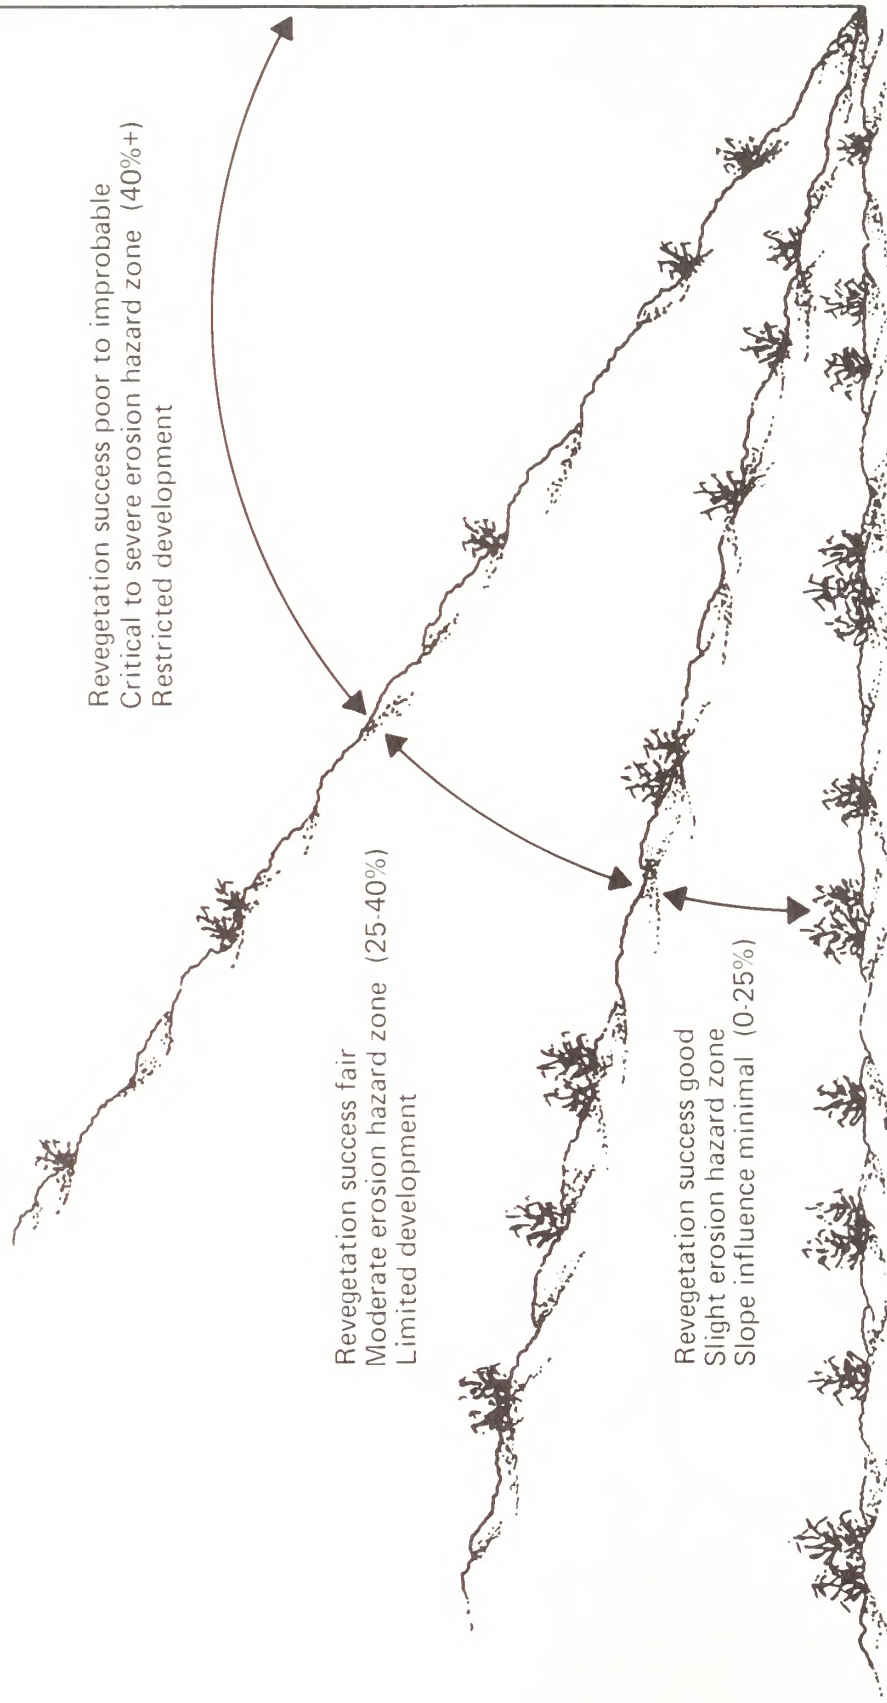 Revegetation success poor to improbable
Critical to severe erosion hazard zone (40%+)
Restricted development
Revegetation success fair
Moderate erosion hazard zone (25-40%)
Limited development
Revegetation success good
Slight erosion hazard zone
Slope influence minimal (0-25%)